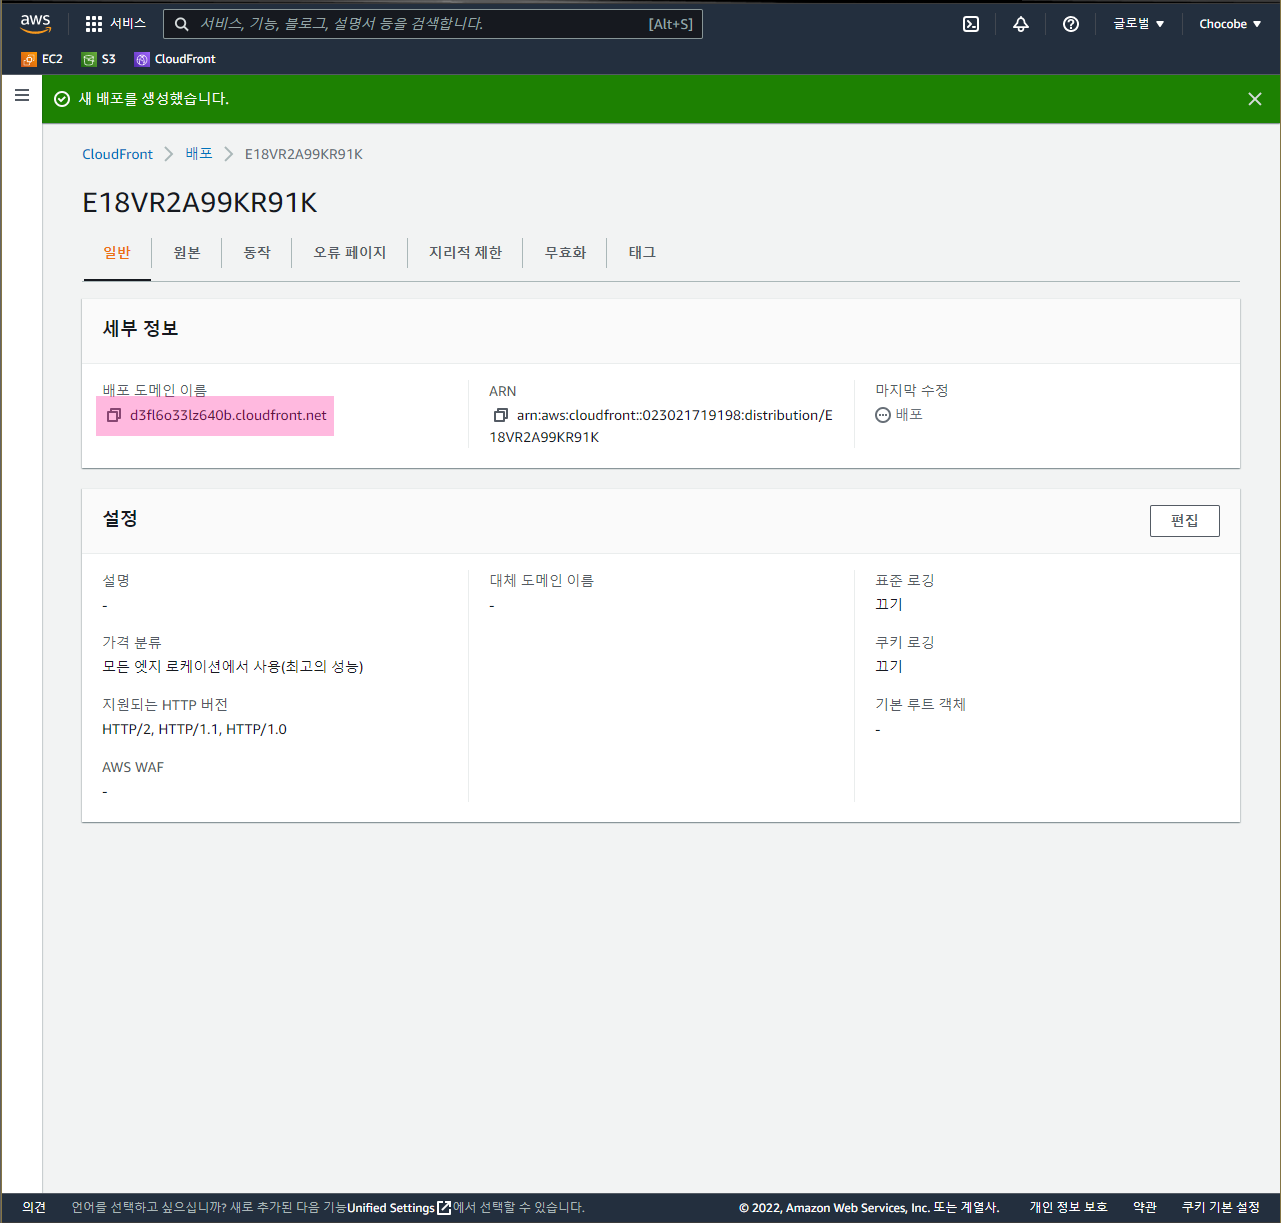 aws 서비스 서비스, 기능, 블로그, 설명서 등을 검색합니다. [Alt+S] 글로벌 Chocobe
EC2 S3 CloudFront
새 배포를 생성했습니다.
CloudFront 배포 E18VR2A99KR91K
E18VR2A99KR91K
일반 원본 동작 오류 페이지 지리적 제한 무효화 태그
세부 정보
배포 도메인 이름
d3fl6o33lz640b.cloudfront.net
ARN
arn:aws:cloudfront::023021719198:distribution/E
18VR2A99KR91K
마지막 수정
배포
설정
편집
설명
-
가격 분류
모든 엣지 로케이션에서 사용(최고의 성능)
지원되는 HTTP 버전
HTTP/2, HTTP/1.1, HTTP/1.0
AWS WAF
-
대체 도메인 이름
-
표준 로깅
끄기
쿠키 로깅
끄기
기본 루트 객체
-
의견 언어를 선택하고 싶으십니까? 새로 추가된 다음 기능Unified Settings에서 선택할 수 있습니다. © 2022, Amazon Web Services, Inc. 또는 계열사. 개인 정보 보호 약관 쿠키 기본 설정